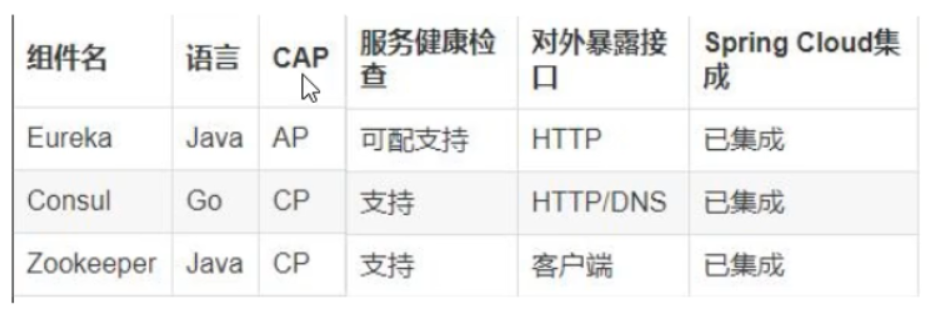 组件名 语言 CAP 服务健康检查 对外暴露接口 Spring Cloud集成
Eureka Java AP 可配支持 HTTP 已集成
Consul Go CP 支持 HTTP/DNS 已集成
Zookeeper Java CP 支持 客户端 已集成